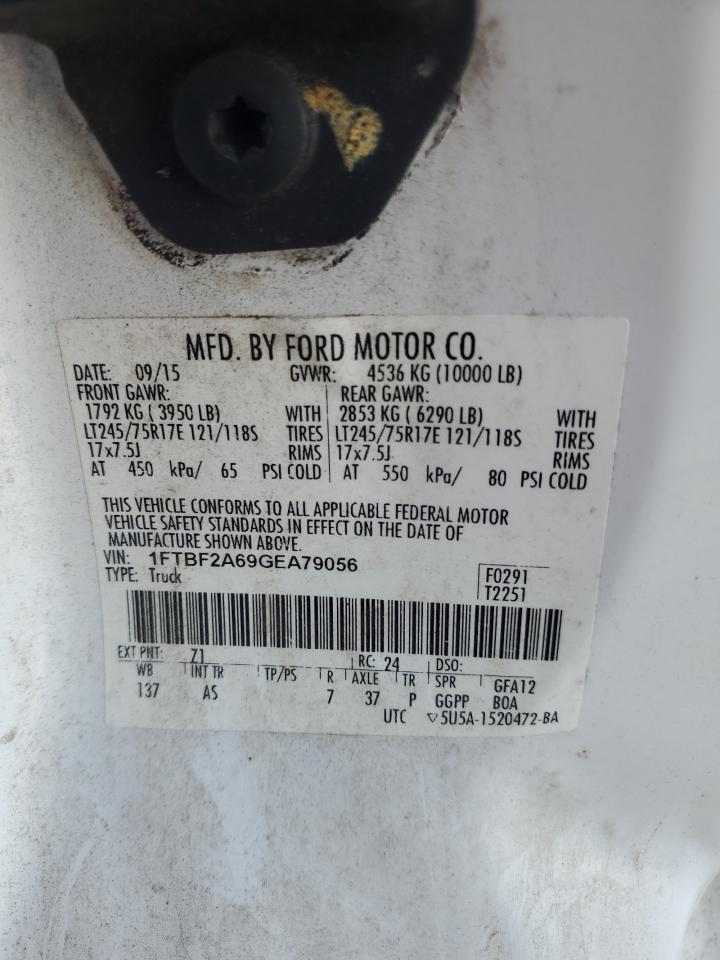 MFD. BY FORD MOTOR CO.
DATE: 09/15 GVWR: 4536 KG (10000 LB)
FRONT GAWR: REAR GAWR:
1792 KG ( 3950 LB) WITH 2853 KG ( 6290 LB) WITH
LT245/75R17E 121/118S TIRES LT245/75R17E 121/118S TIRES
17x7.5J RIMS 17x7.5J RIMS
AT 450 kPa/ 65 PSI COLD AT 550 kPa/ 80 PSI COLD
THIS VEHICLE CONFORMS TO ALL APPLICABLE FEDERAL MOTOR
VEHICLE SAFETY STANDARDS IN EFFECT ON THE DATE OF
MANUFACTURE SHOWN ABOVE.
VIN: 1FTBF2A69GEA79056
TYPE: Truck F0291
T2251
EXT PNT: Z1 RC: 24 DSO:
WB INT TR TP/PS R AXLE TR SPR GFA12
137 AS 7 37 P GGPP BOA
UTC ▽5U5A-1520472-BA